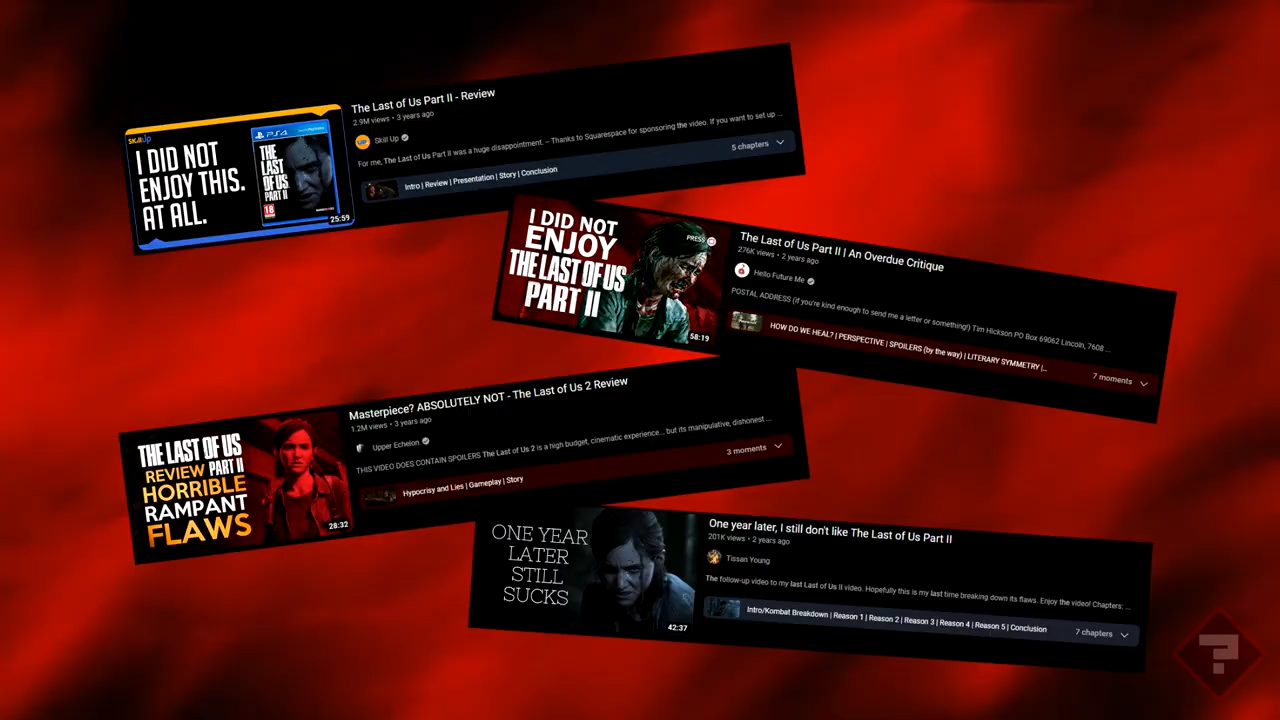 The Last of Us Part II - Review
2.9M views • 3 years ago
SkillUp
I DID NOT
ENJOY THIS.
AT ALL.
PS4
THE
LAST
OF US
PART II
18
25:59
Skill Up
For me, The Last of Us Part II was a huge disappointment. -- Thanks to Squarespace for sponsoring the video. If you want to set up ...
Intro | Review | Presentation | Story | Conclusion
5 chapters
I DID NOT
ENJOY
THE LAST OF US
PART II
PRESS
58:19
The Last of Us Part II | An Overdue Critique
276K views • 2 years ago
Hello Future Me
POSTAL ADDRESS (if you're kind enough to send me a letter or something!) Tim Hickson PO Box 69062 Lincoln, 7608 ...
HOW DO WE HEAL? | PERSPECTIVE | SPOILERS (by the way) | LITERARY SYMMETRY |...
7 moments
THE LAST OF US
REVIEW PART II
HORRIBLE
RAMPANT
FLAWS
28:32
Masterpiece? ABSOLUTELY NOT - The Last of Us 2 Review
1.2M views • 3 years ago
Upper Echelon
THIS VIDEO DOES CONTAIN SPOILERS The Last of Us 2 is a high budget, cinematic experience... but its manipulative, dishonest ...
Hypocrisy and Lies | Gameplay | Story
3 moments
ONE YEAR
LATER
STILL
SUCKS
42:37
One year later, I still don't like The Last of Us Part II
201K views • 2 years ago
Tissan Young
The follow-up video to my last Last of Us II video. Hopefully this is my last time breaking down its flaws. Enjoy the video! Chapters: ...
Intro/Kombat Breakdown | Reason 1 | Reason 2 | Reason 3 | Reason 4 | Reason 5 | Conclusion
7 chapters
?